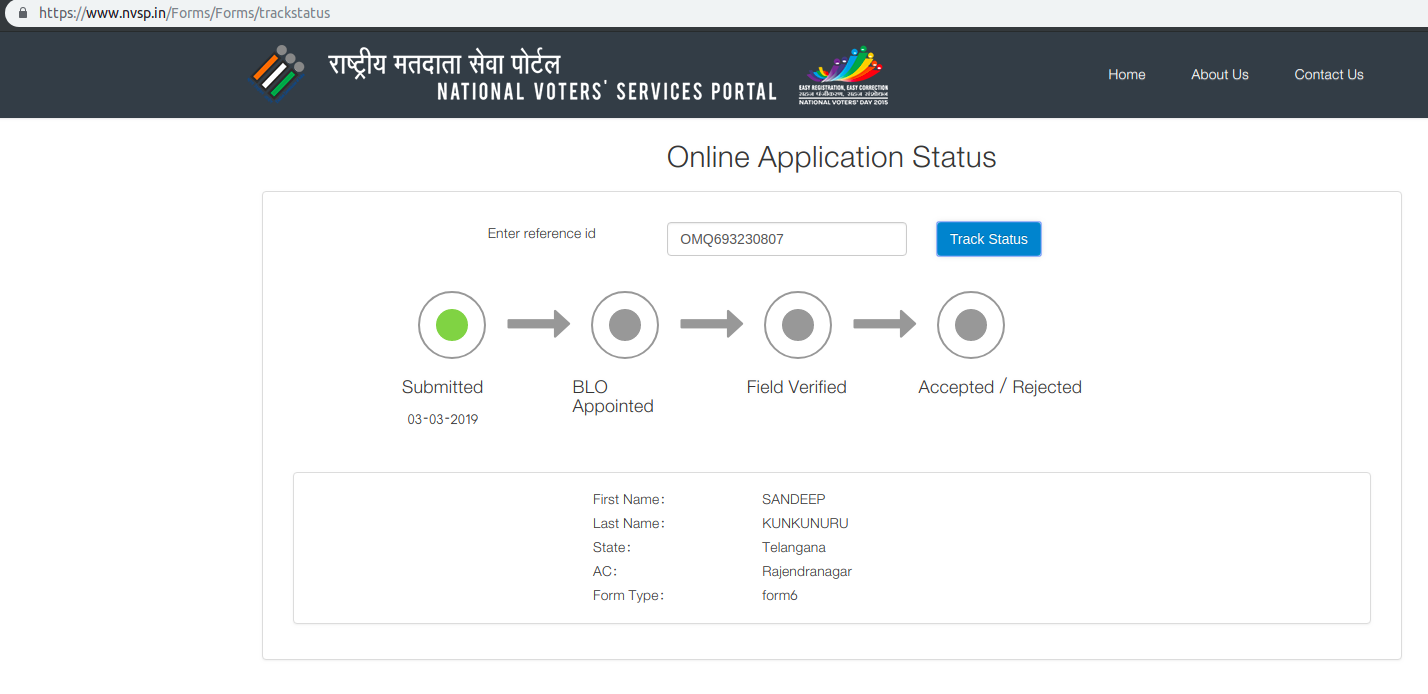 https://www.nvsp.in/Forms/Forms/trackstatus
राष्ट्रीय मतदाता सेवा पोर्टल
NATIONAL VOTERS' SERVICES PORTAL
EASY REGISTRATION, EASY CORRECTION
NATIONAL VOTERS' DAY 2015
Home About Us Contact Us
Online Application Status
Enter reference id OMQ693230807 Track Status
Submitted BLO Appointed Field Verified Accepted / Rejected
03-03-2019
First Name: SANDEEP
Last Name: KUNKUNURU
State: Telangana
AC: Rajendranagar
Form Type: form6